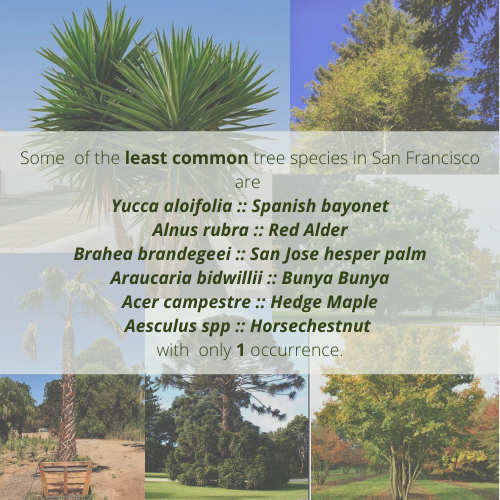 Some of the least common tree species in San Francisco
are
Yucca aloifolia :: Spanish bayonet
Alnus rubra :: Red Alder
Brahea brandegeei :: San Jose hesper palm
Araucaria bidwillii :: Bunya Bunya
Acer campestre :: Hedge Maple
Aesculus spp :: Horsechestnut
with only 1 occurrence.